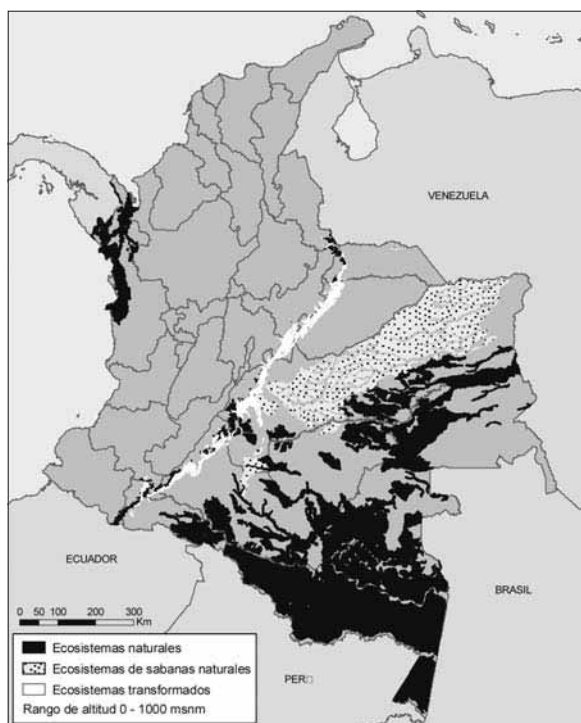 VENEZUELA
ECUADOR
BRASIL
0 50 100 200 300
Km
Ecosistemas naturales
PER□
Ecosistemas de sabanas naturales
Ecosistemas transformados
Rango de altitud 0 - 1000 msnm